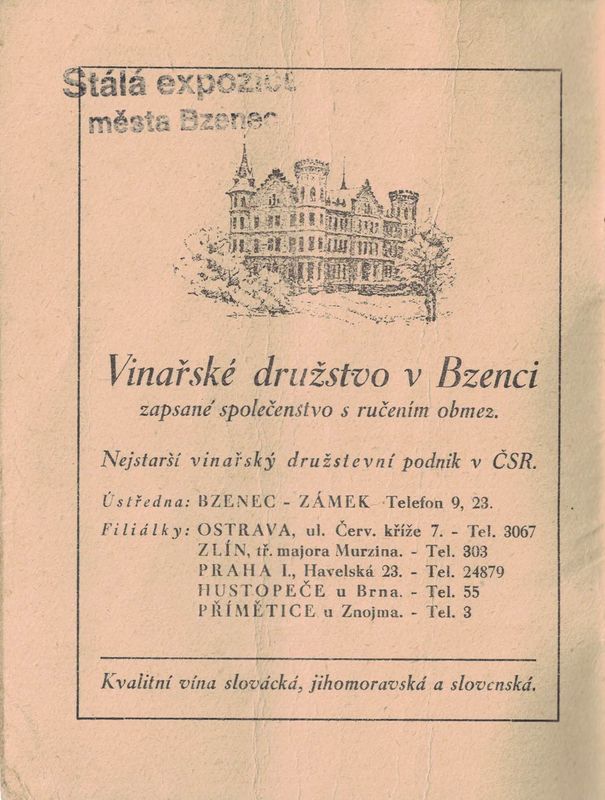 Stálá expozice
města Bzenec
Vinařské družstvo v Bzenci
zapsané společenstvo s ručením obmez.
Nejstarší vinařský družstevní podnik v ČSR.
Ústředna: BZENEC - ZÁMEK Telefon 9, 23.
Filiálky: OSTRAVA, ul. Červ. kříže 7. - Tel. 3067
ZLÍN, tř. majora Murzina. - Tel. 303
PRAHA I., Havelská 23. - Tel. 24879
HUSTOPEČE u Brna. - Tel. 55
PŘÍMĚTICE u Znojma. - Tel. 3
Kvalitní vína slovácká, jihomoravská a slovenská.